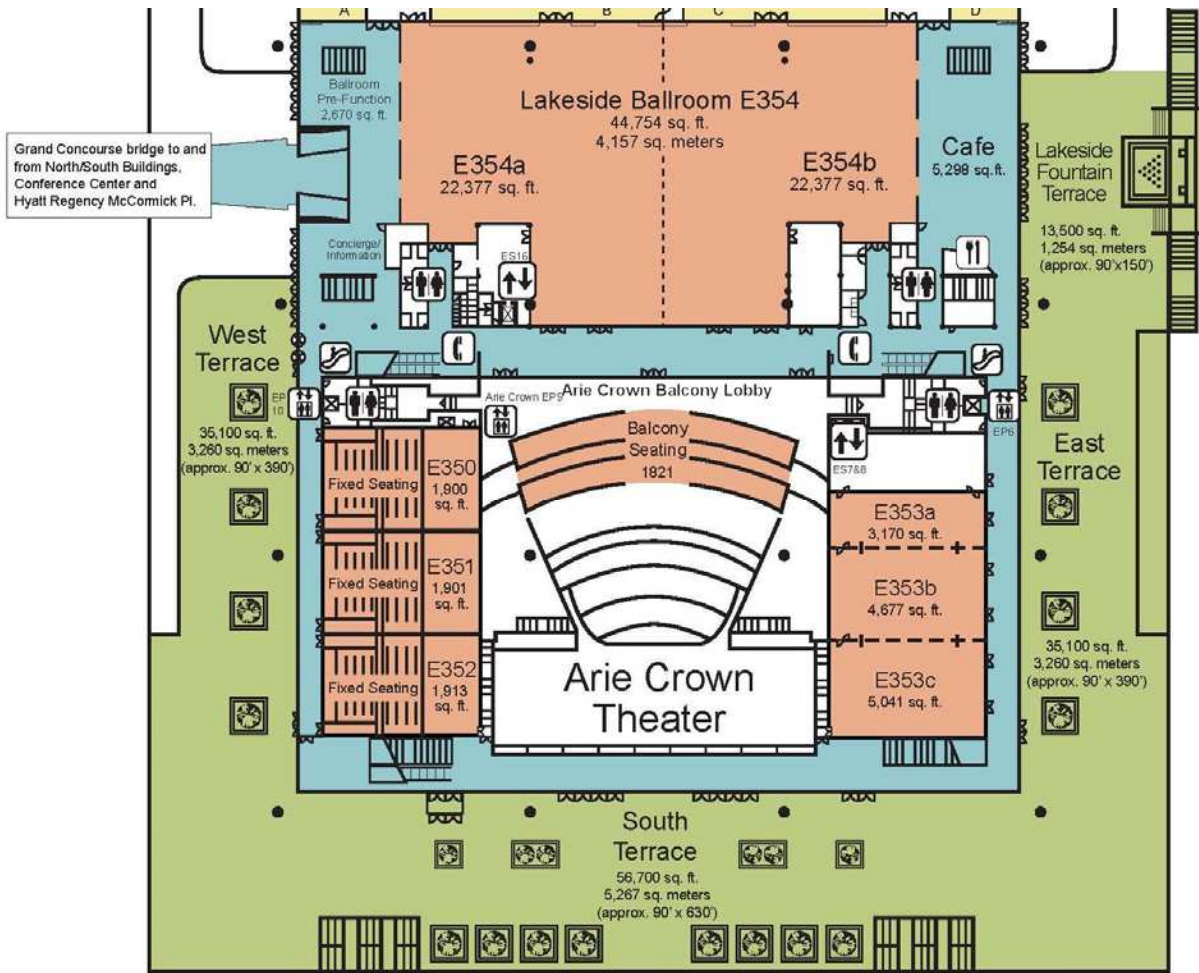 A
B
C
D
Ballroom
Pre-Function
2,670 sq. ft.
Lakeside Ballroom E354
44,754 sq. ft.
4,157 sq. meters
E354a
22,377 sq. ft.
E354b
22,377 sq. ft.
Cafe
5,298 sq.ft.
Lakeside
Fountain
Terrace
13,500 sq. ft.
1,254 sq. meters
(approx. 90'x150')
Grand Concourse bridge to and
from North/South Buildings,
Conference Center and
Hyatt Regency McCormick Pl.
Concierge/
Information
ES16
West
Terrace
35,100 sq. ft.
3,260 sq. meters
(approx. 90' x 390')
EP
10
Arie Crown EP9
Arie Crown Balcony Lobby
Balcony
Seating
1821
ES7&8
EP6
East
Terrace
35,100 sq. ft.
3,260 sq. meters
(approx. 90' x 390')
E350
1,900
sq. ft.
Fixed Seating
E351
1,901
sq. ft.
Fixed Seating
E352
1,913
sq. ft.
Fixed Seating
E353a
3,170 sq. ft.
E353b
4,677 sq. ft.
E353c
5,041 sq. ft.
Arie Crown
Theater
South
Terrace
56,700 sq. ft.
5,267 sq. meters
(approx. 90' x 630')